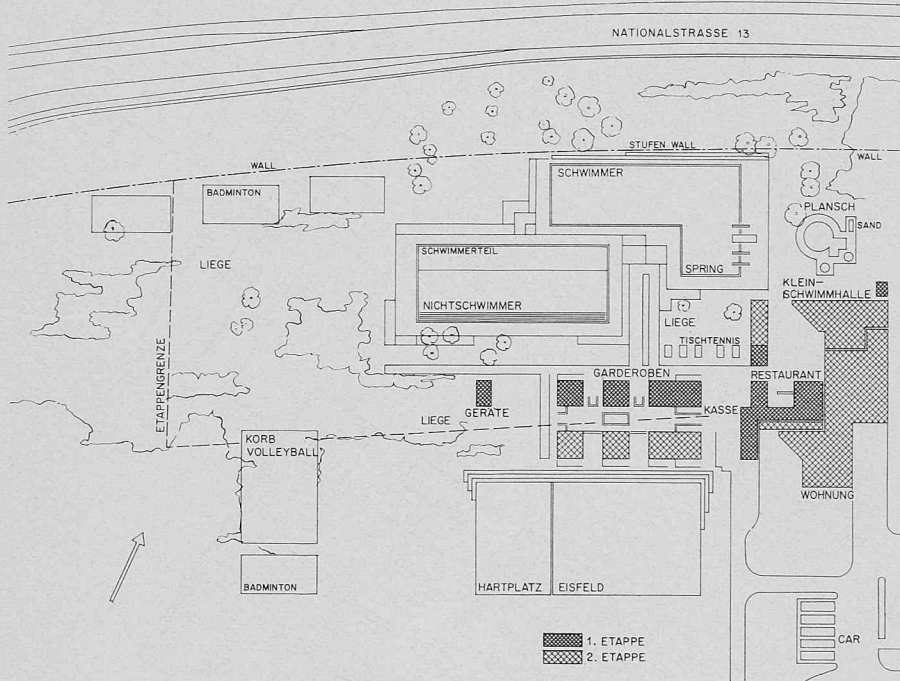 NATIONALSTRASSE 13
STUFEN WALL
WALL
WALL
SCHWIMMER
BADMINTON
PLANSCH
SAND
SCHWIMMERTEIL
LIEGE
SPRING
KLEIN-
SCHWIMMHALLE
NICHTSCHWIMMER
LIEGE
TISCHTENNIS
ETAPPENGRENZE
GARDEROBEN
RESTAURANT
GERÄTE
KASSE
LIEGE
KORB
VOLLEYBALL
WOHNUNG
BADMINTON
HARTPLATZ
EISFELD
1. ETAPPE
2. ETAPPE
CAR